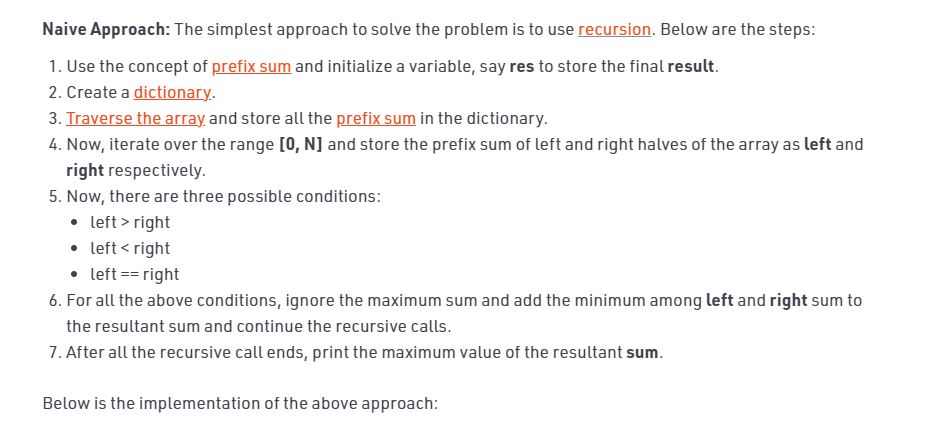 Naive Approach: The simplest approach to solve the problem is to use recursion. Below are the steps:
1. Use the concept of prefix sum and initialize a variable, say res to store the final result.
2. Create a dictionary.
3. Traverse the array and store all the prefix sum in the dictionary.
4. Now, iterate over the range [0, N] and store the prefix sum of left and right halves of the array as left and
right respectively.
5. Now, there are three possible conditions:
• left > right
• left < right
• left == right
6. For all the above conditions, ignore the maximum sum and add the minimum among left and right sum to
the resultant sum and continue the recursive calls.
7. After all the recursive call ends, print the maximum value of the resultant sum.
Below is the implementation of the above approach: